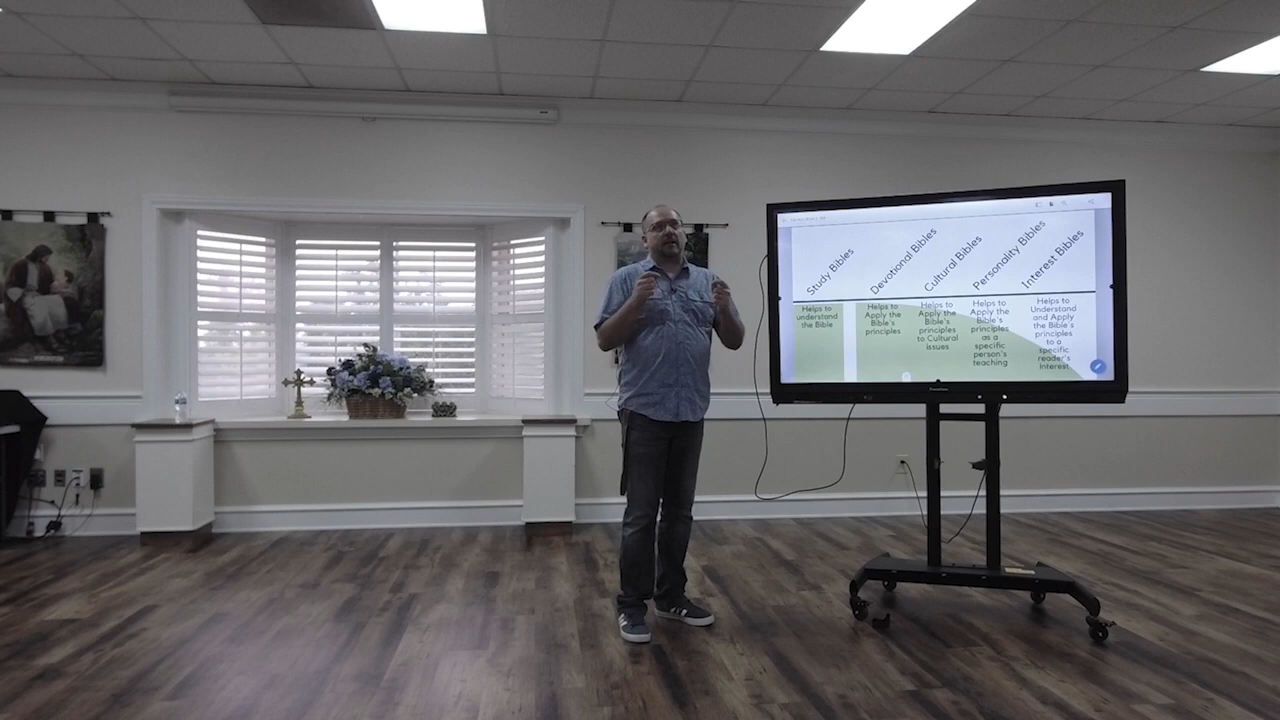 Study Bibles
Devotional Bibles
Cultural Bibles
Personality Bibles
Interest Bibles
Helps to
understand
the Bible
Helps to
Apply the
Bible's
principles
Helps to
Apply the
Bible's
principles
to Cultural
issues
Helps to
Apply the
Bible's
principles
as a
specific
person's
teaching
Helps to
Understand
and Apply
the Bible's
principles
to a
specific
reader's
Interest